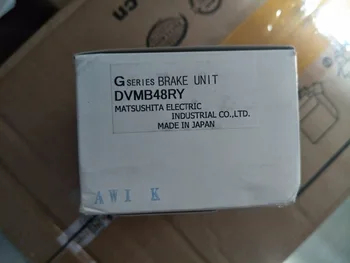 G SERIES BRAKE UNIT
DVMB48RY
MATSUSHITA ELECTRIC
INDUSTRIAL CO.,LTD.
MADE IN JAPAN
AWI K